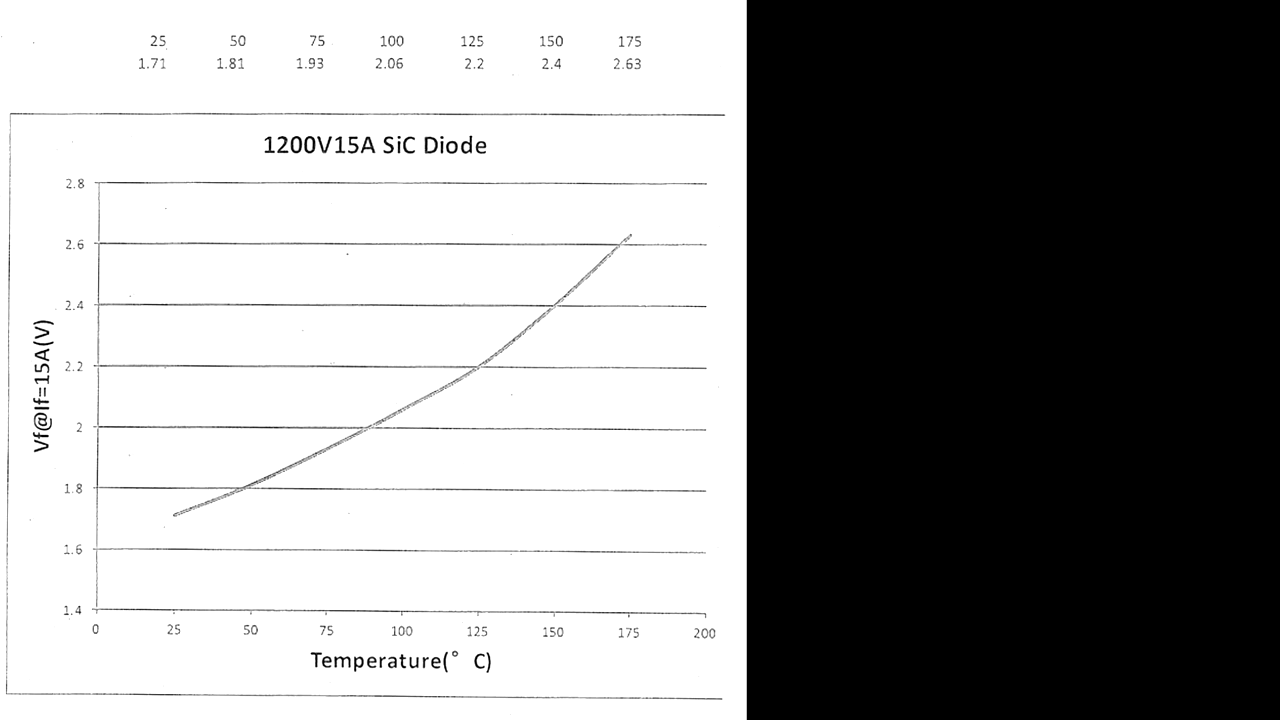 25 50 75 100 125 150 175
1.71 1.81 1.93 2.06 2.2 2.4 2.63
1200V15A SiC Diode
2.8
2.6
2.4
2.2
2
1.8
1.6
1.4
Vf@If=15A(V)
0 25 50 75 100 125 150 175 200
Temperature(° C)